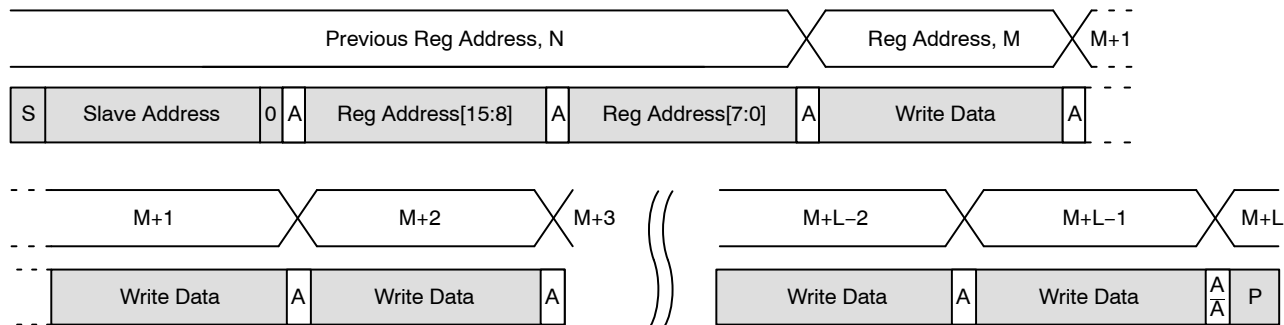 Previous Reg Address, N Reg Address, M M+1
S Slave Address 0 A Reg Address[15:8] A Reg Address[7:0] A Write Data A
M+1 M+2 M+3 M+L−2 M+L−1 M+L
Write Data A Write Data A Write Data A Write Data A/A̅ P